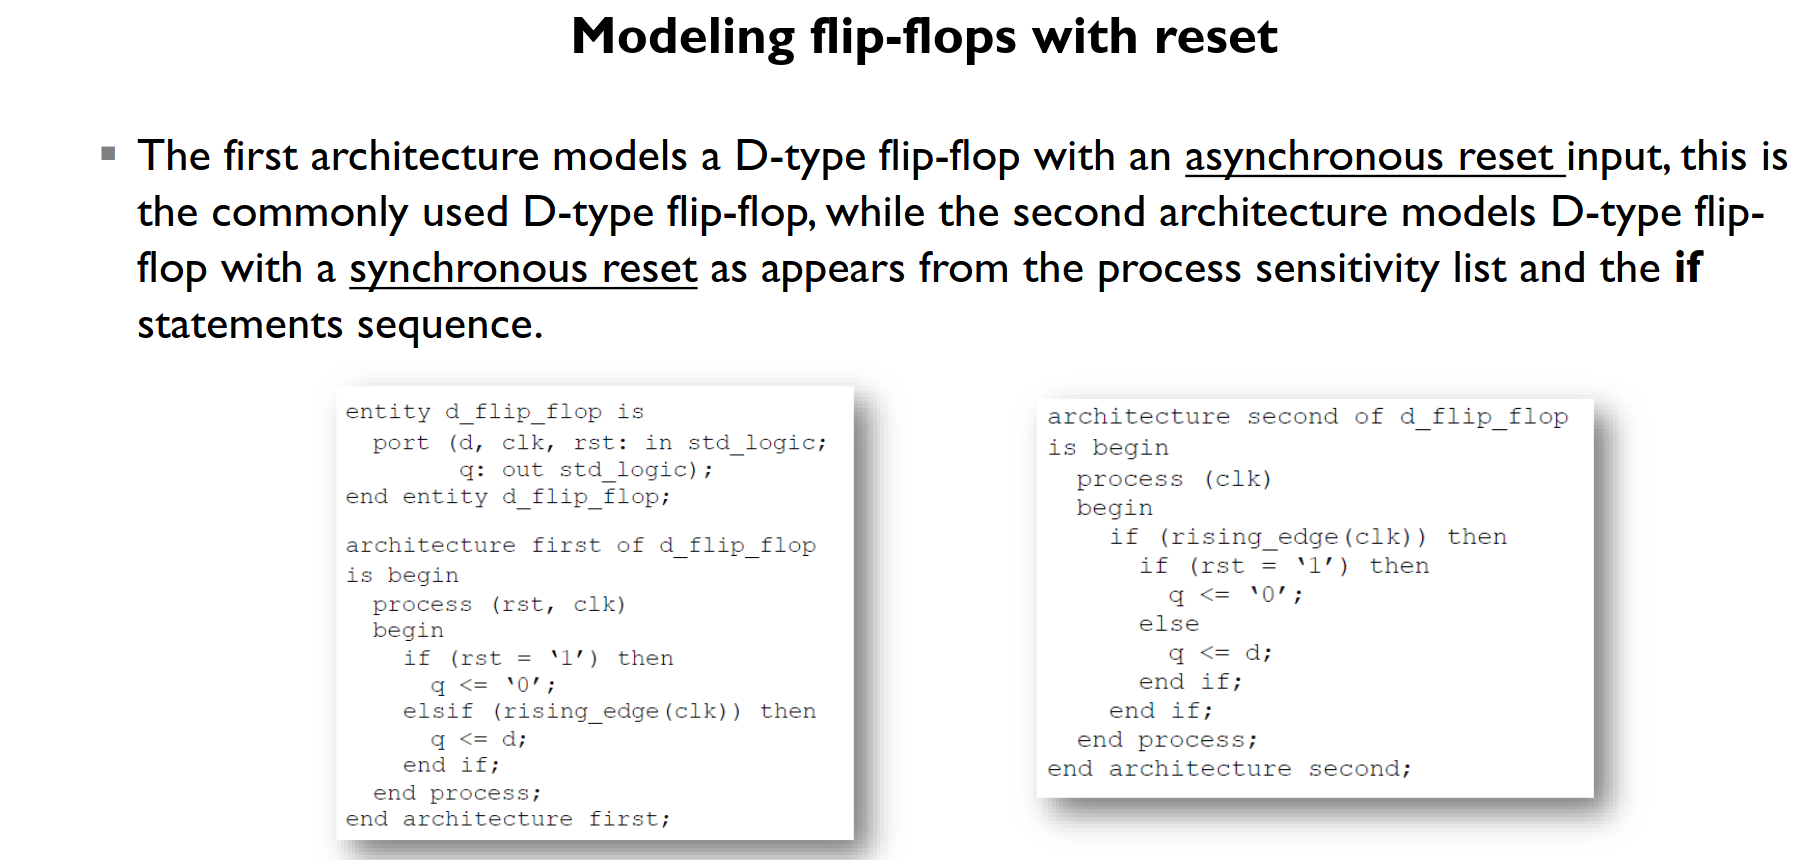 Modeling flip-flops with reset
▪ The first architecture models a D-type flip-flop with an asynchronous reset input, this is
the commonly used D-type flip-flop, while the second architecture models D-type flip-
flop with a synchronous reset as appears from the process sensitivity list and the if
statements sequence.
entity d_flip_flop is
port (d, clk, rst: in std_logic;
q: out std_logic);
end entity d_flip_flop;
architecture first of d_flip_flop
is begin
process (rst, clk)
begin
if (rst = ‘1’) then
q <= ‘0’;
elsif (rising_edge(clk)) then
q <= d;
end if;
end process;
end architecture first;
architecture second of d_flip_flop
is begin
process (clk)
begin
if (rising_edge(clk)) then
if (rst = ‘1’) then
q <= ‘0’;
else
q <= d;
end if;
end if;
end process;
end architecture second;